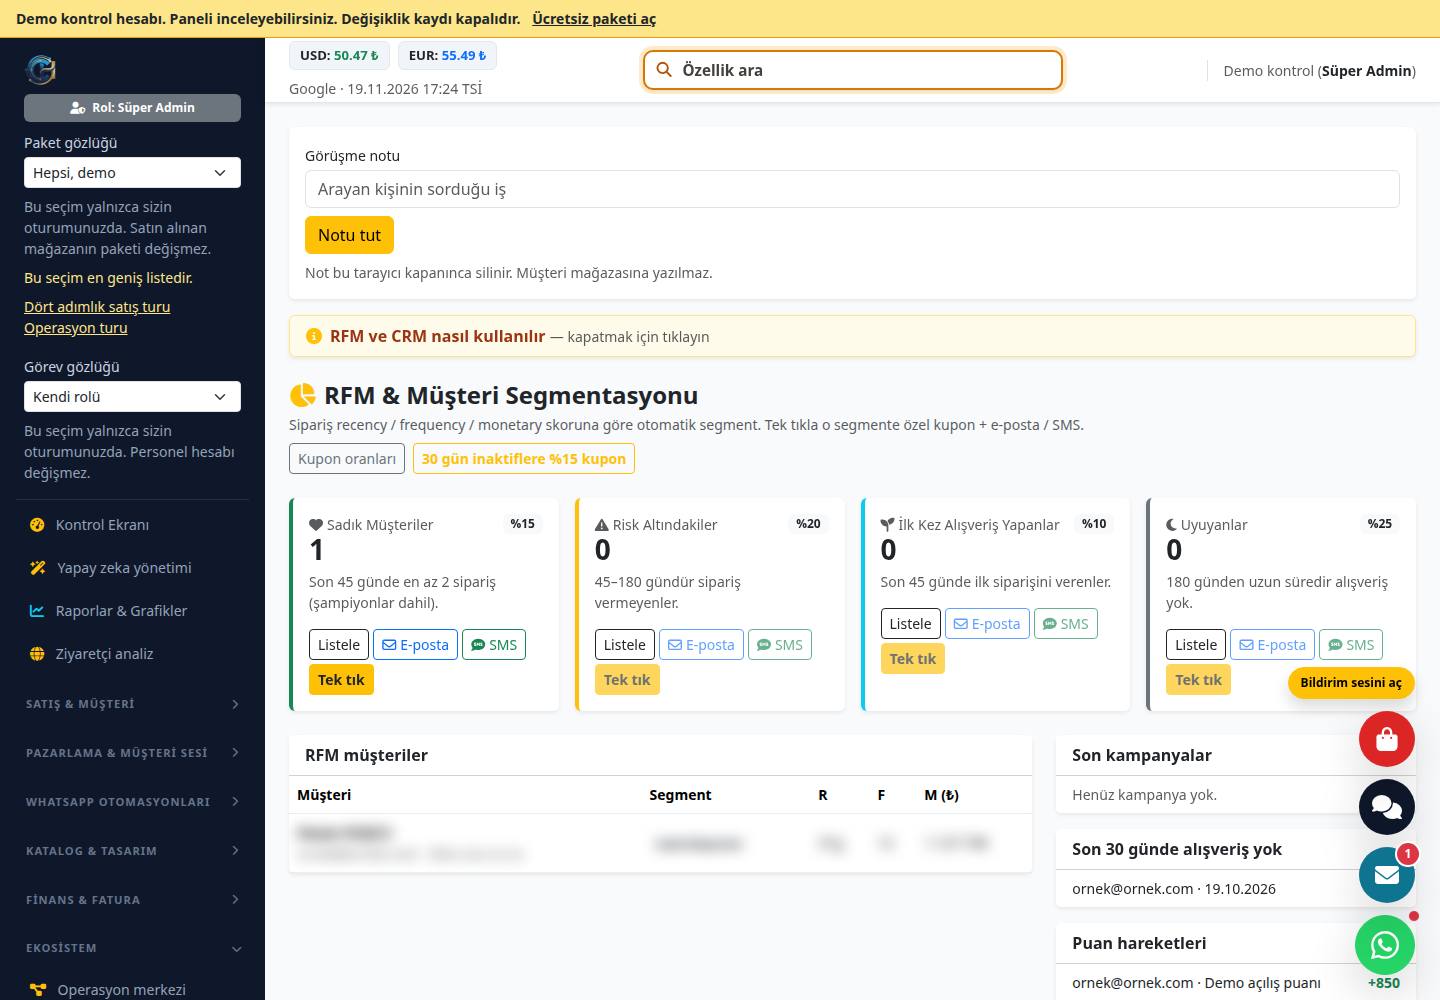 Demo kontrol hesabı. Paneli inceleyebilirsiniz. Değişiklik kaydı kapalıdır. Ücretsiz paketi aç
Rol: Süper Admin
Paket gözlüğü
Hepsi, demo
Bu seçim yalnızca sizin
oturumunuzda. Satın alınan
mağazanın paketi değişmez.
Bu seçim en geniş listedir.
Dört adımlık satış turu
Operasyon turu
Görev gözlüğü
Kendi rolü
Bu seçim yalnızca sizin
oturumunuzda. Personel hesabı
değişmez.
Kontrol Ekranı
Yapay zeka yönetimi
Raporlar & Grafikler
Ziyaretçi analiz
SATIŞ & MÜŞTERİ
PAZARLAMA & MÜŞTERİ SESİ
WHATSAPP OTOMASYONLARI
KATALOG & TASARIM
FİNANS & FATURA
EKOSİSTEM
Operasyon merkezi
USD: 50.47 ₺ EUR: 55.49 ₺
Google · 19.11.2026 17:24 TSİ
Özellik ara
Demo kontrol (Süper Admin)
Görüşme notu
Arayan kişinin sorduğu iş
Notu tut
Not bu tarayıcı kapanınca silinir. Müşteri mağazasına yazılmaz.
RFM ve CRM nasıl kullanılır — kapatmak için tıklayın
RFM & Müşteri Segmentasyonu
Sipariş recency / frequency / monetary skoruna göre otomatik segment. Tek tıkla o segmente özel kupon + e-posta / SMS.
Kupon oranları 30 gün inaktiflere %15 kupon
Sadık Müşteriler %15
1
Son 45 günde en az 2 sipariş
(şampiyonlar dahil).
Listele E-posta SMS
Tek tık
Risk Altındakiler %20
0
45–180 gündür sipariş
vermeyenler.
Listele E-posta SMS
Tek tık
İlk Kez Alışveriş Yapanlar %10
0
Son 45 günde ilk siparişini verenler.
Listele E-posta SMS
Tek tık
Uyuyanlar %25
0
180 günden uzun süredir alışveriş
yok.
Listele E-posta SMS
Tek tık
Bildirim sesini aç
RFM müşteriler
Müşteri Segment R F M (₺)
Son kampanyalar
Henüz kampanya yok.
Son 30 günde alışveriş yok
1
ornek@ornek.com · 19.10.2026
Puan hareketleri
ornek@ornek.com · Demo açılış puanı +850